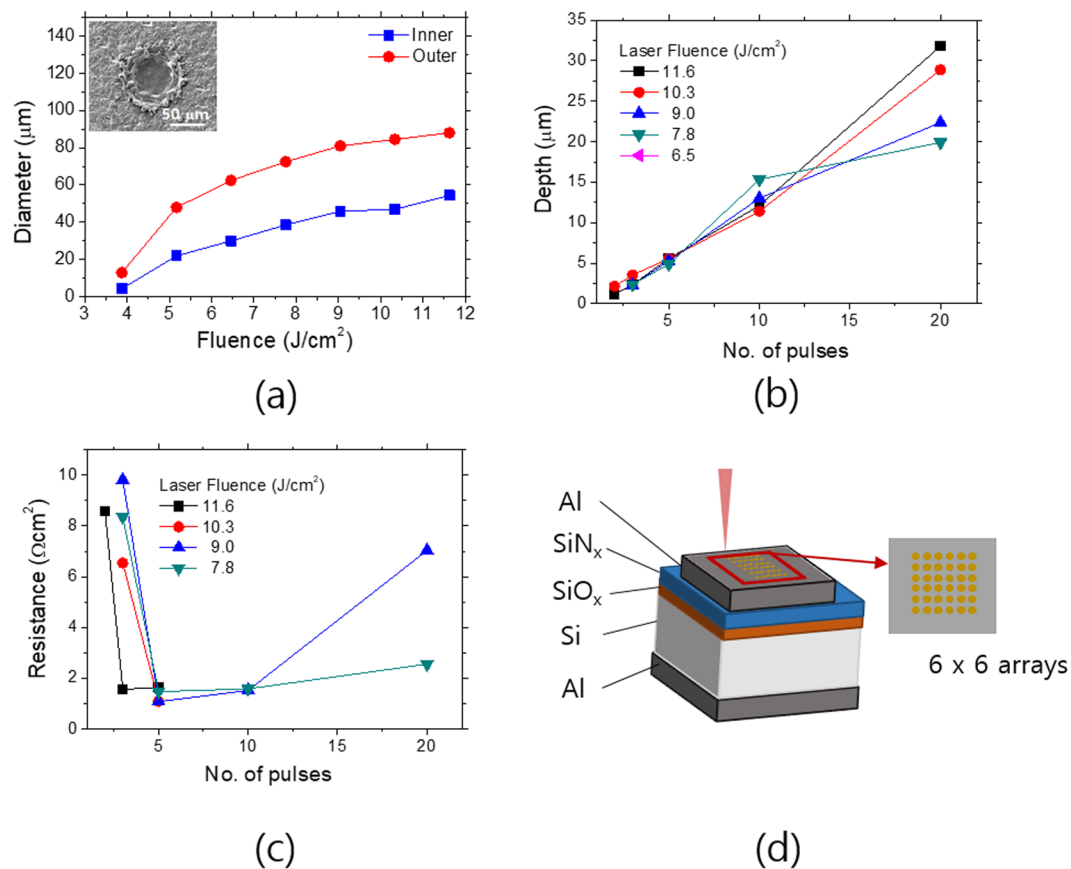 140
120
100
80
60
40
20
0
Diameter (μm)
50 μm
Inner
Outer
3 4 5 6 7 8 9 10 11 12
Fluence (J/cm²)
(a)
35
30
25
20
15
10
5
0
Depth (μm)
Laser Fluence (J/cm²)
11.6
10.3
9.0
7.8
6.5
5 10 15 20
No. of pulses
(b)
10
8
6
4
2
0
Resistance (Ωcm²)
Laser Fluence (J/cm²)
11.6
10.3
9.0
7.8
5 10 15 20
No. of pulses
(c)
Al
SiNₓ
SiOₓ
Si
Al
6 x 6 arrays
(d)